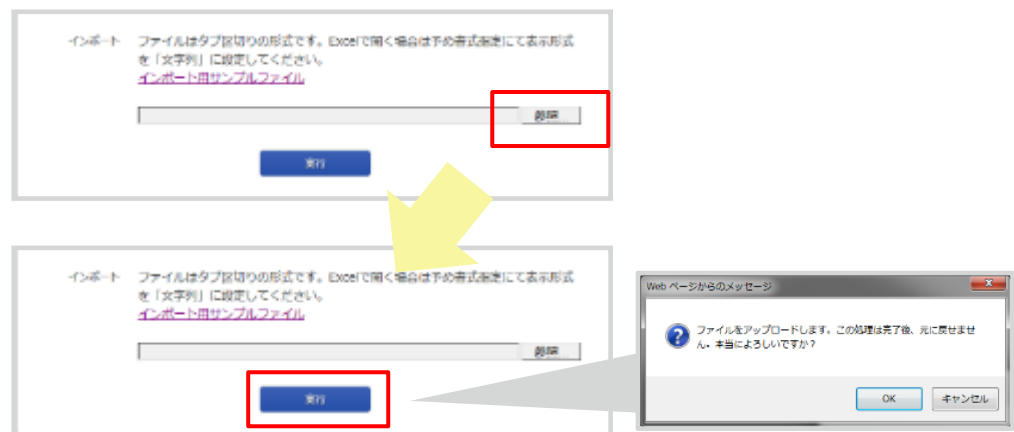 インポート ファイルはタブ区切りの形式です。Excelで開く場合は予め書式指定にて表示形式
を「文字列」に設定してください。
インポート用サンプルファイル
参照...
実行
インポート ファイルはタブ区切りの形式です。Excelで開く場合は予め書式指定にて表示形式
を「文字列」に設定してください。
インポート用サンプルファイル
参照...
実行
Web ページからのメッセージ
ファイルをアップロードします。この処理は完了後、元に戻せませ
ん。本当によろしいですか?
OK キャンセル